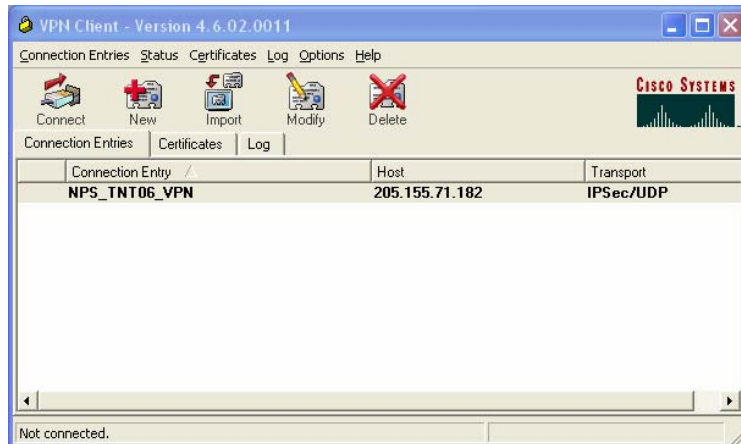 VPN Client - Version 4.6.02.0011
Connection Entries Status Certificates Log Options Help
Connect New Import Modify Delete
CISCO SYSTEMS
Connection Entries Certificates Log
Connection Entry Host Transport
NPS_TNT06_VPN 205.155.71.182 IPSec/UDP
Not connected.